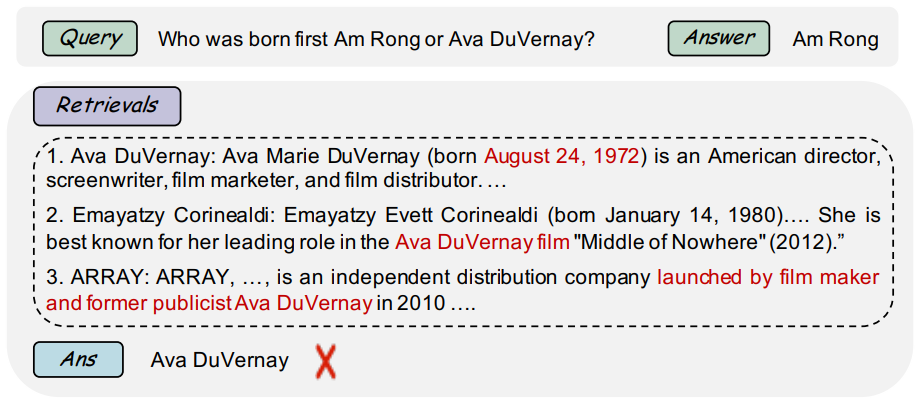 Query Who was born first Am Rong or Ava DuVernay? Answer Am Rong
Retrievals
1. Ava DuVernay: Ava Marie DuVernay (born August 24, 1972) is an American director,
screenwriter, film marketer, and film distributor. …
2. Emayatzy Corinealdi: Emayatzy Evett Corinealdi (born January 14, 1980)…. She is
best known for her leading role in the Ava DuVernay film "Middle of Nowhere" (2012).”
3. ARRAY: ARRAY, …, is an independent distribution company launched by film maker
and former publicist Ava DuVernay in 2010 ….
Ans Ava DuVernay